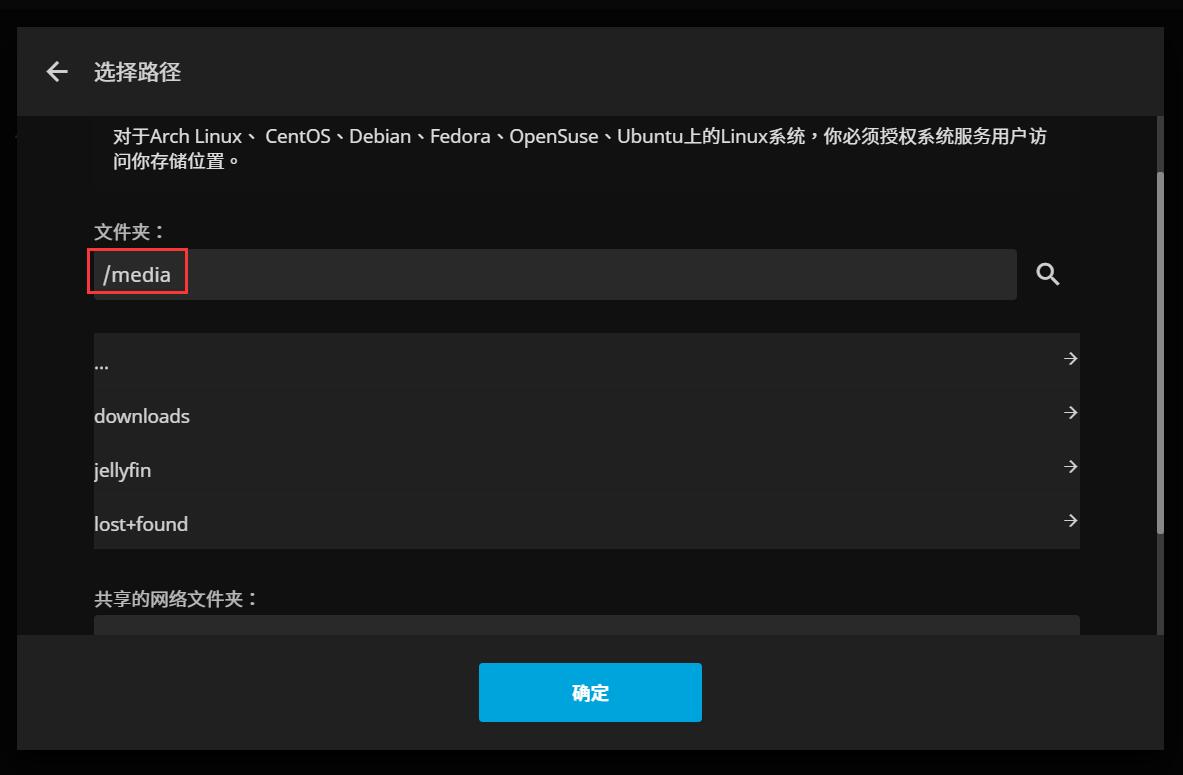 选择路径
对于Arch Linux、 CentOS、Debian、Fedora、OpenSuse、Ubuntu上的Linux系统，你必须授权系统服务用户访
问你存储位置。
文件夹：
/media
...
downloads
jellyfin
lost+found
共享的网络文件夹：
确定